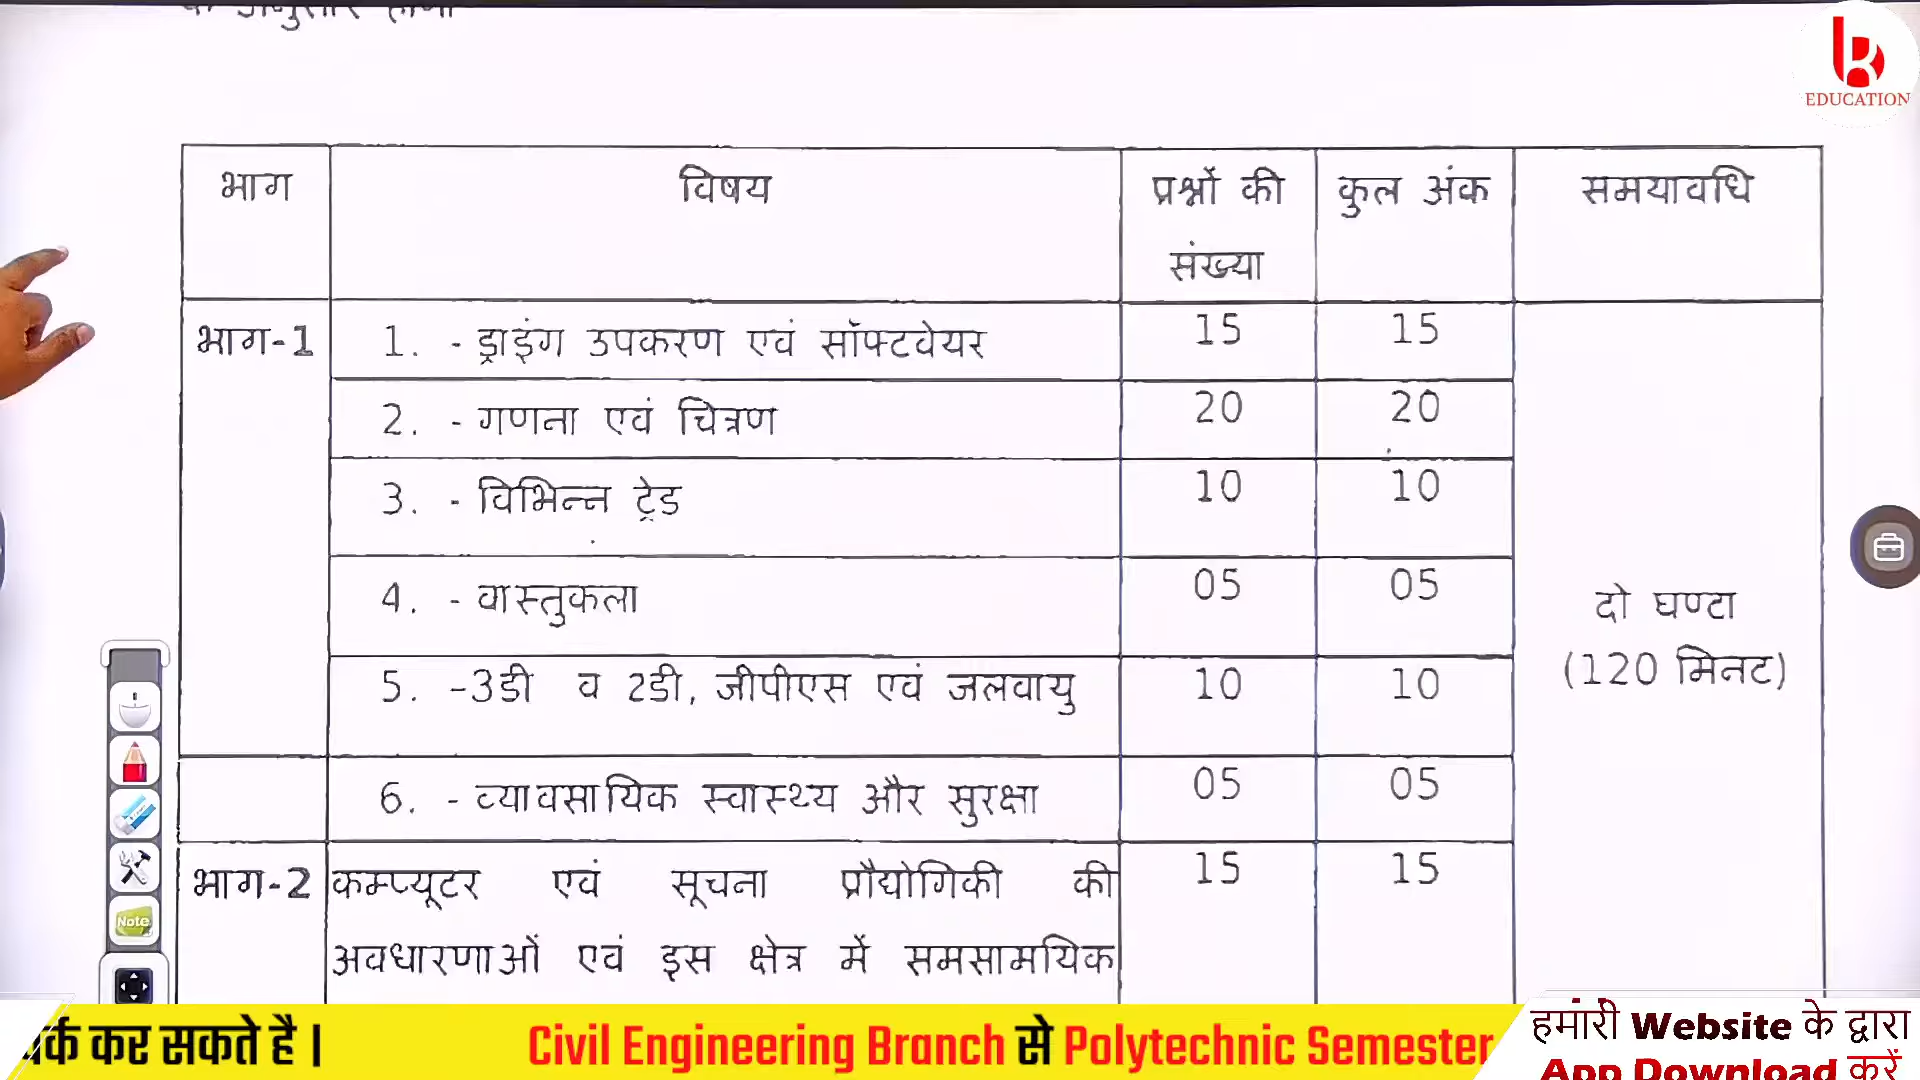 के अनुसार होगी
EDUCATION
भाग विषय प्रश्नों की संख्या कुल अंक समयावधि
भाग-1 1. - ड्राइंग उपकरण एवं सॉफ्टवेयर 15 15
2. - गणना एवं चित्रण 20 20
3. - विभिन्न ट्रेड 10 10
4. - वास्तुकला 05 05
दो घण्टा
(120 मिनट)
5. -3डी व 2डी, जीपीएस एवं जलवायु 10 10
6. - व्यावसायिक स्वास्थ्य और सुरक्षा 05 05
भाग-2 कम्प्यूटर एवं सूचना प्रौद्योगिकी की 15 15
अवधारणाओं एवं इस क्षेत्र में समसामयिक
Note
र्क कर सकते है । Civil Engineering Branch से Polytechnic Semester
हमारी Website के द्वारा
App Download करें